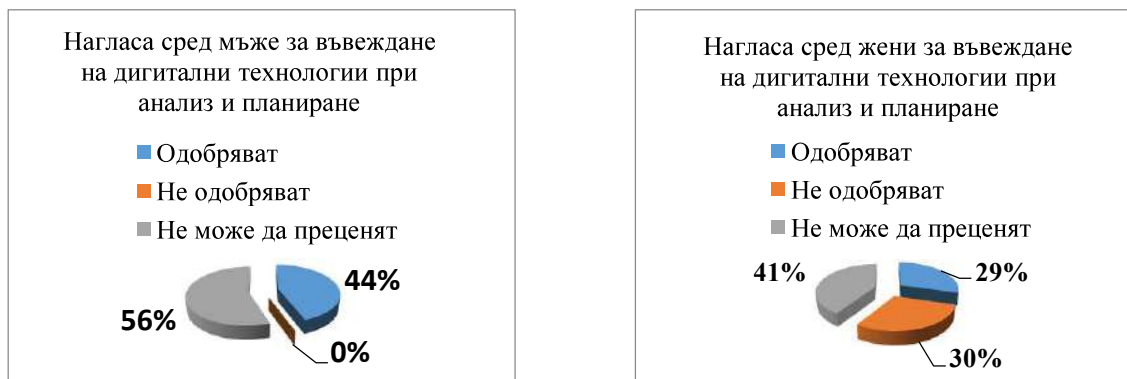 Нагласа сред мъже за въвеждане
на дигитални технологии при
анализ и планиране
Одобряват
Не одобряват
Не може да преценят
44%
56%
0%
Нагласа сред жени за въвеждане
на дигитални технологии при
анализ и планиране
Одобряват
Не одобряват
Не може да преценят
41%
29%
30%